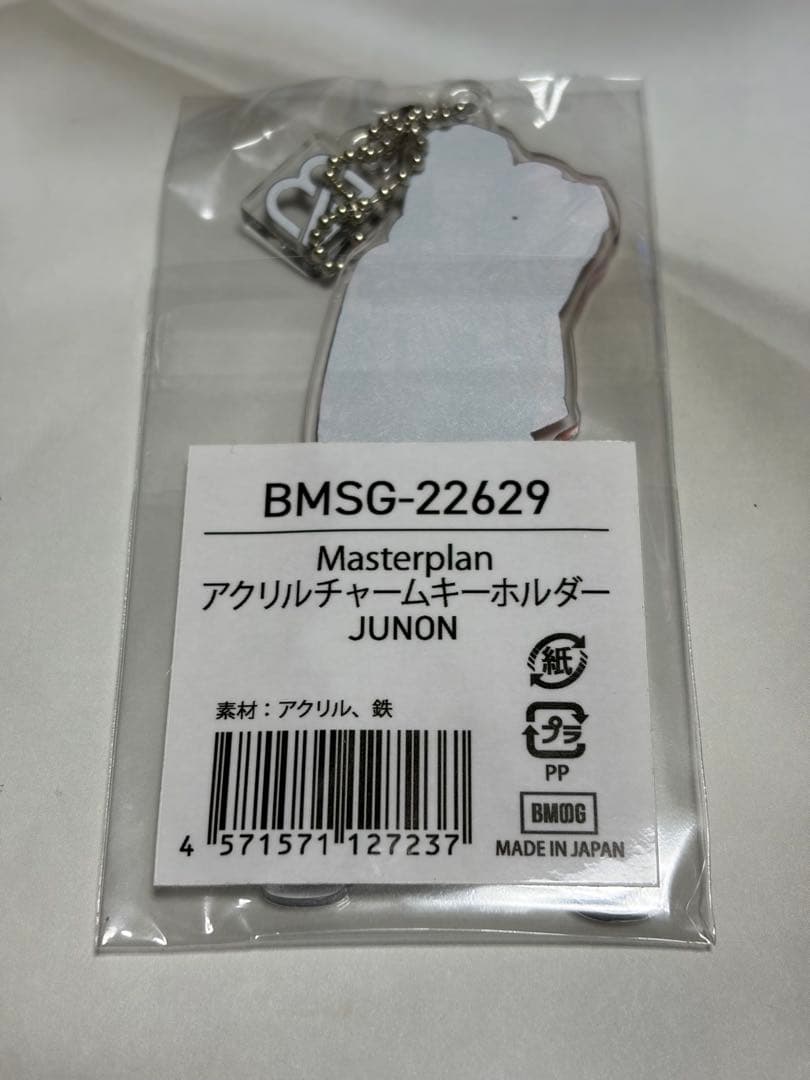 BMSG-22629
Masterplan
アクリルチャームキーホルダー
JUNON
紙
素材：アクリル、鉄
プラ
PP
BMSG
4 571571 127237
MADE IN JAPAN